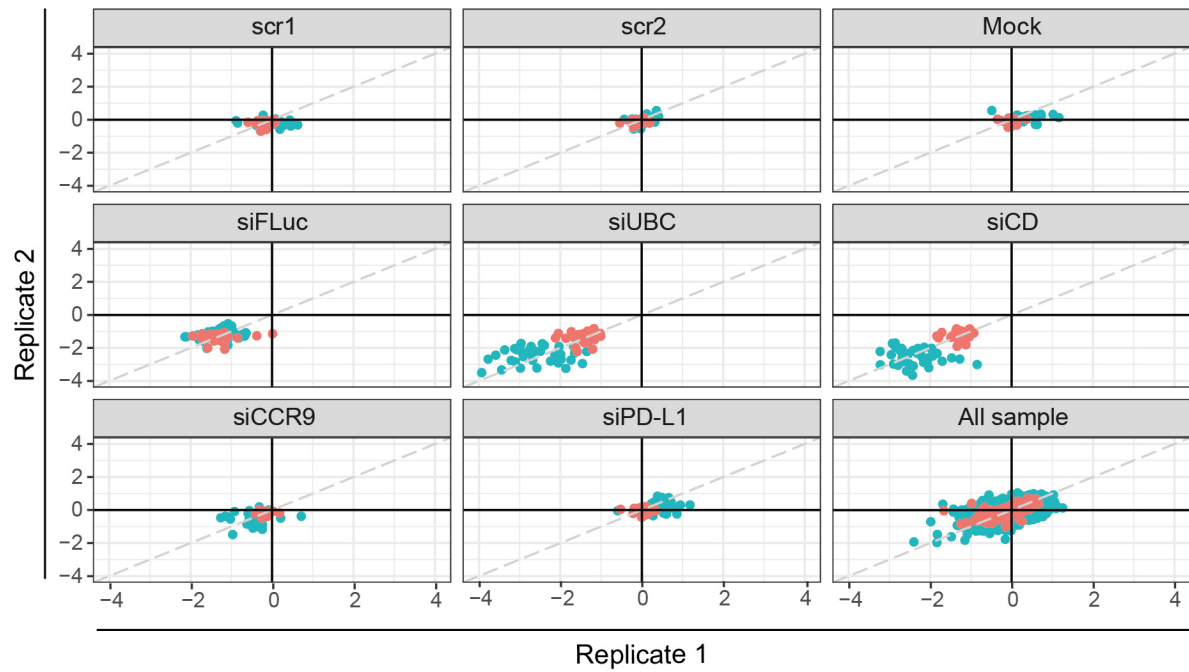 scr1 scr2 Mock
4
2
0
−2
−4
siFLuc siUBC siCD
4
2
0
−2
−4
siCCR9 siPD-L1 All sample
4
2
0
−2
−4
−4 −2 0 2 4 −4 −2 0 2 4 −4 −2 0 2 4
Replicate 2
Replicate 1